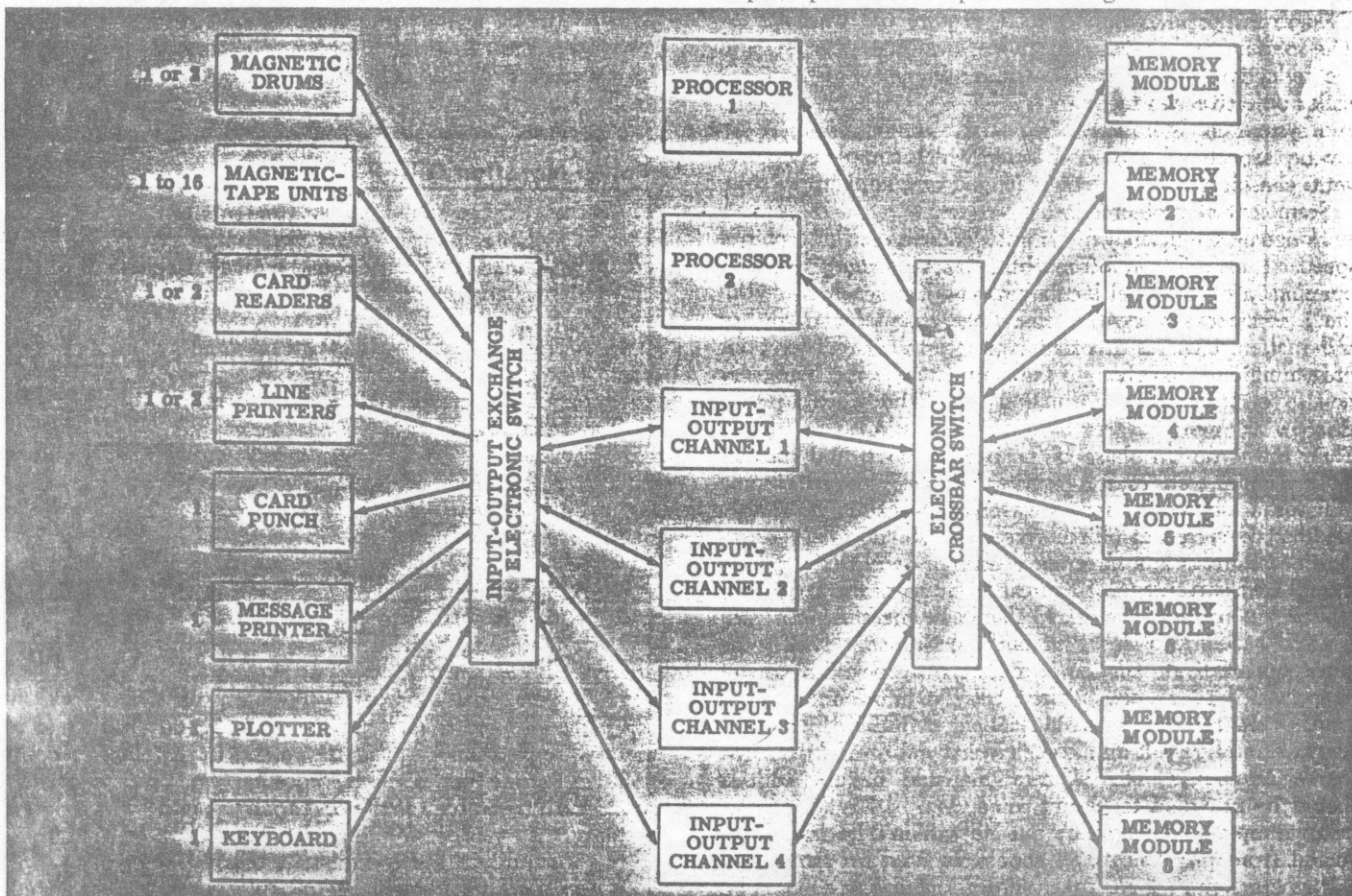 1 or 2
MAGNETIC
DRUMS
1 to 16
MAGNETIC-
TAPE UNITS
1 or 2
CARD
READERS
1 or 2
LINE
PRINTERS
1
CARD
PUNCH
1
MESSAGE
PRINTER
1
PLOTTER
1
KEYBOARD
INPUT-OUTPUT EXCHANGE
ELECTRONIC SWITCH
PROCESSOR
1
PROCESSOR
2
INPUT-
OUTPUT
CHANNEL 1
INPUT-
OUTPUT
CHANNEL 2
INPUT-
OUTPUT
CHANNEL 3
INPUT-
OUTPUT
CHANNEL 4
ELECTRONIC
CROSSBAR SWITCH
MEMORY
MODULE
1
MEMORY
MODULE
2
MEMORY
MODULE
3
MEMORY
MODULE
4
MEMORY
MODULE
5
MEMORY
MODULE
6
MEMORY
MODULE
7
MEMORY
MODULE
8